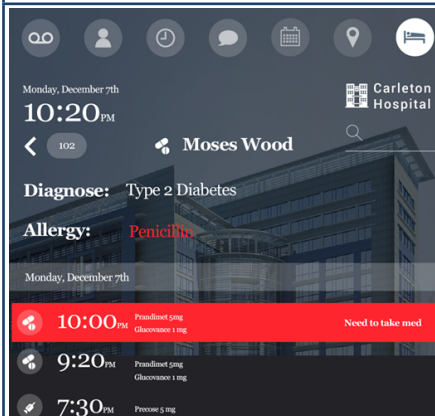 Monday, December 7th
10:20PM
Carleton
Hospital
102
Moses Wood
Diagnose: Type 2 Diabetes
Allergy: Penicillin
Monday, December 7th
10:00PM
Prandimet 5mg
Glucovance 1 mg
Need to take med
9:20PM
Prandimet 5mg
Glucovance 1 mg
7:30PM
Precose 5 mg